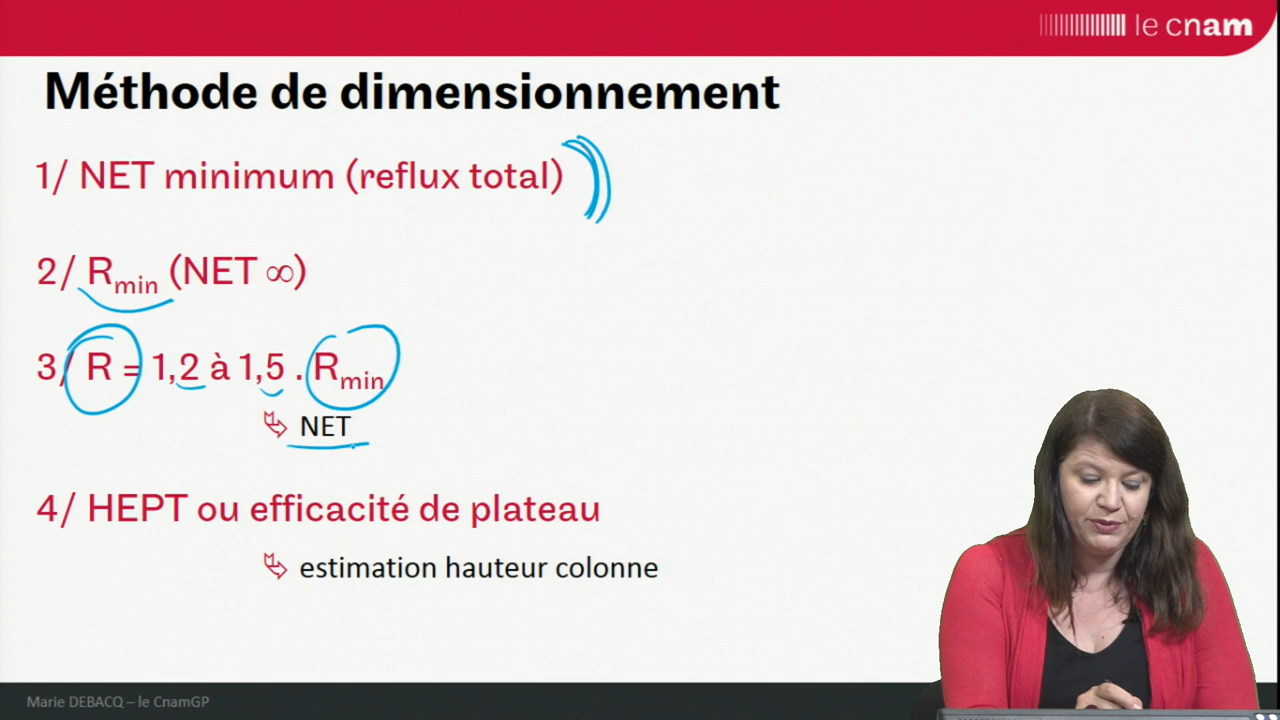 le cnam
Méthode de dimensionnement
1/ NET minimum (reflux total)
2/ Rmin (NET ∞)
3/ R = 1,2 à 1,5 . Rmin
NET
4/ HEPT ou efficacité de plateau
estimation hauteur colonne
Marie DEBACQ – le CnamGP